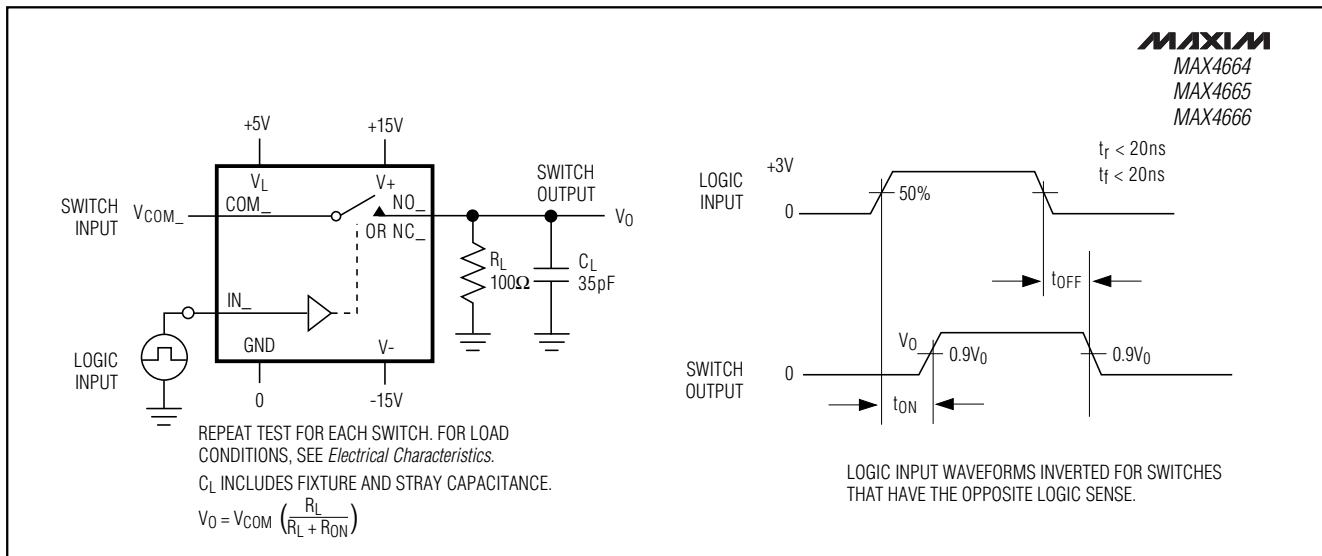 MAXIM
MAX4664
MAX4665
MAX4666
+5V
+15V
VL
V+
SWITCH
INPUT
VCOM_
COM_
NO_
OR NC_
SWITCH
OUTPUT
VO
RL
100Ω
CL
35pF
IN_
LOGIC
INPUT
GND
V-
0
-15V
REPEAT TEST FOR EACH SWITCH. FOR LOAD
CONDITIONS, SEE Electrical Characteristics.
CL INCLUDES FIXTURE AND STRAY CAPACITANCE.
VO = VCOM (RL / RL + RON)
tr < 20ns
tf < 20ns
LOGIC
INPUT
+3V
0
50%
tOFF
SWITCH
OUTPUT
VO
0
0.9V0
0.9V0
tON
LOGIC INPUT WAVEFORMS INVERTED FOR SWITCHES
THAT HAVE THE OPPOSITE LOGIC SENSE.